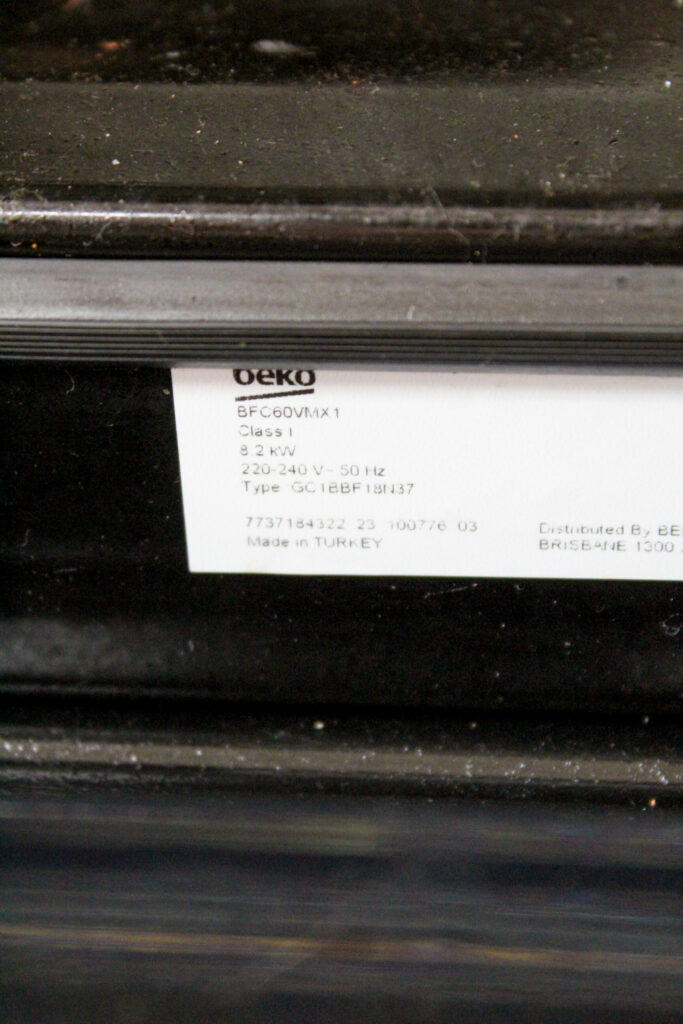 beko
BFC60VMX1
Class I
8.2 kW
220-240 V~ 50 Hz
Type :GC1BBF18N37
7737184322 23 100776 03
Made in TURKEY
Distributed By
BRISBANE 1300